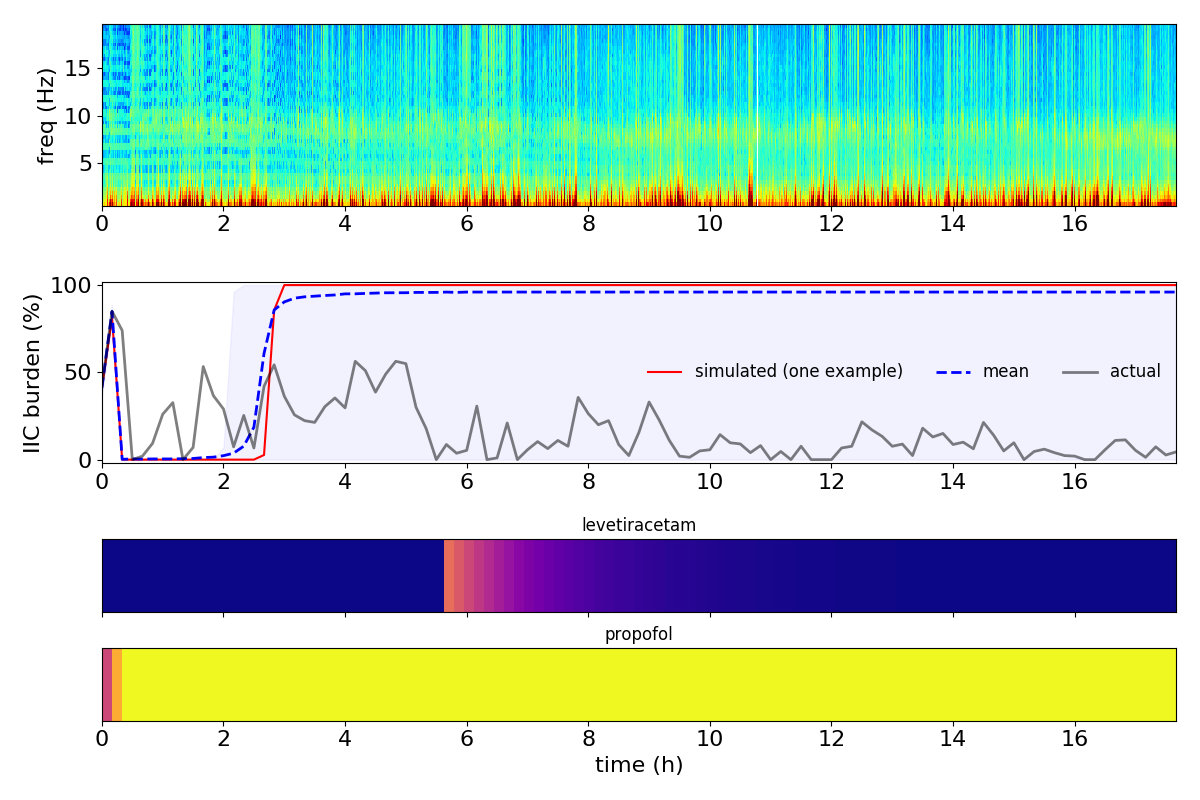 freq (Hz)
15
10
5
0 2 4 6 8 10 12 14 16
IIC burden (%)
100
50
0
simulated (one example) mean actual
0 2 4 6 8 10 12 14 16
levetiracetam
propofol
0 2 4 6 8 10 12 14 16
time (h)